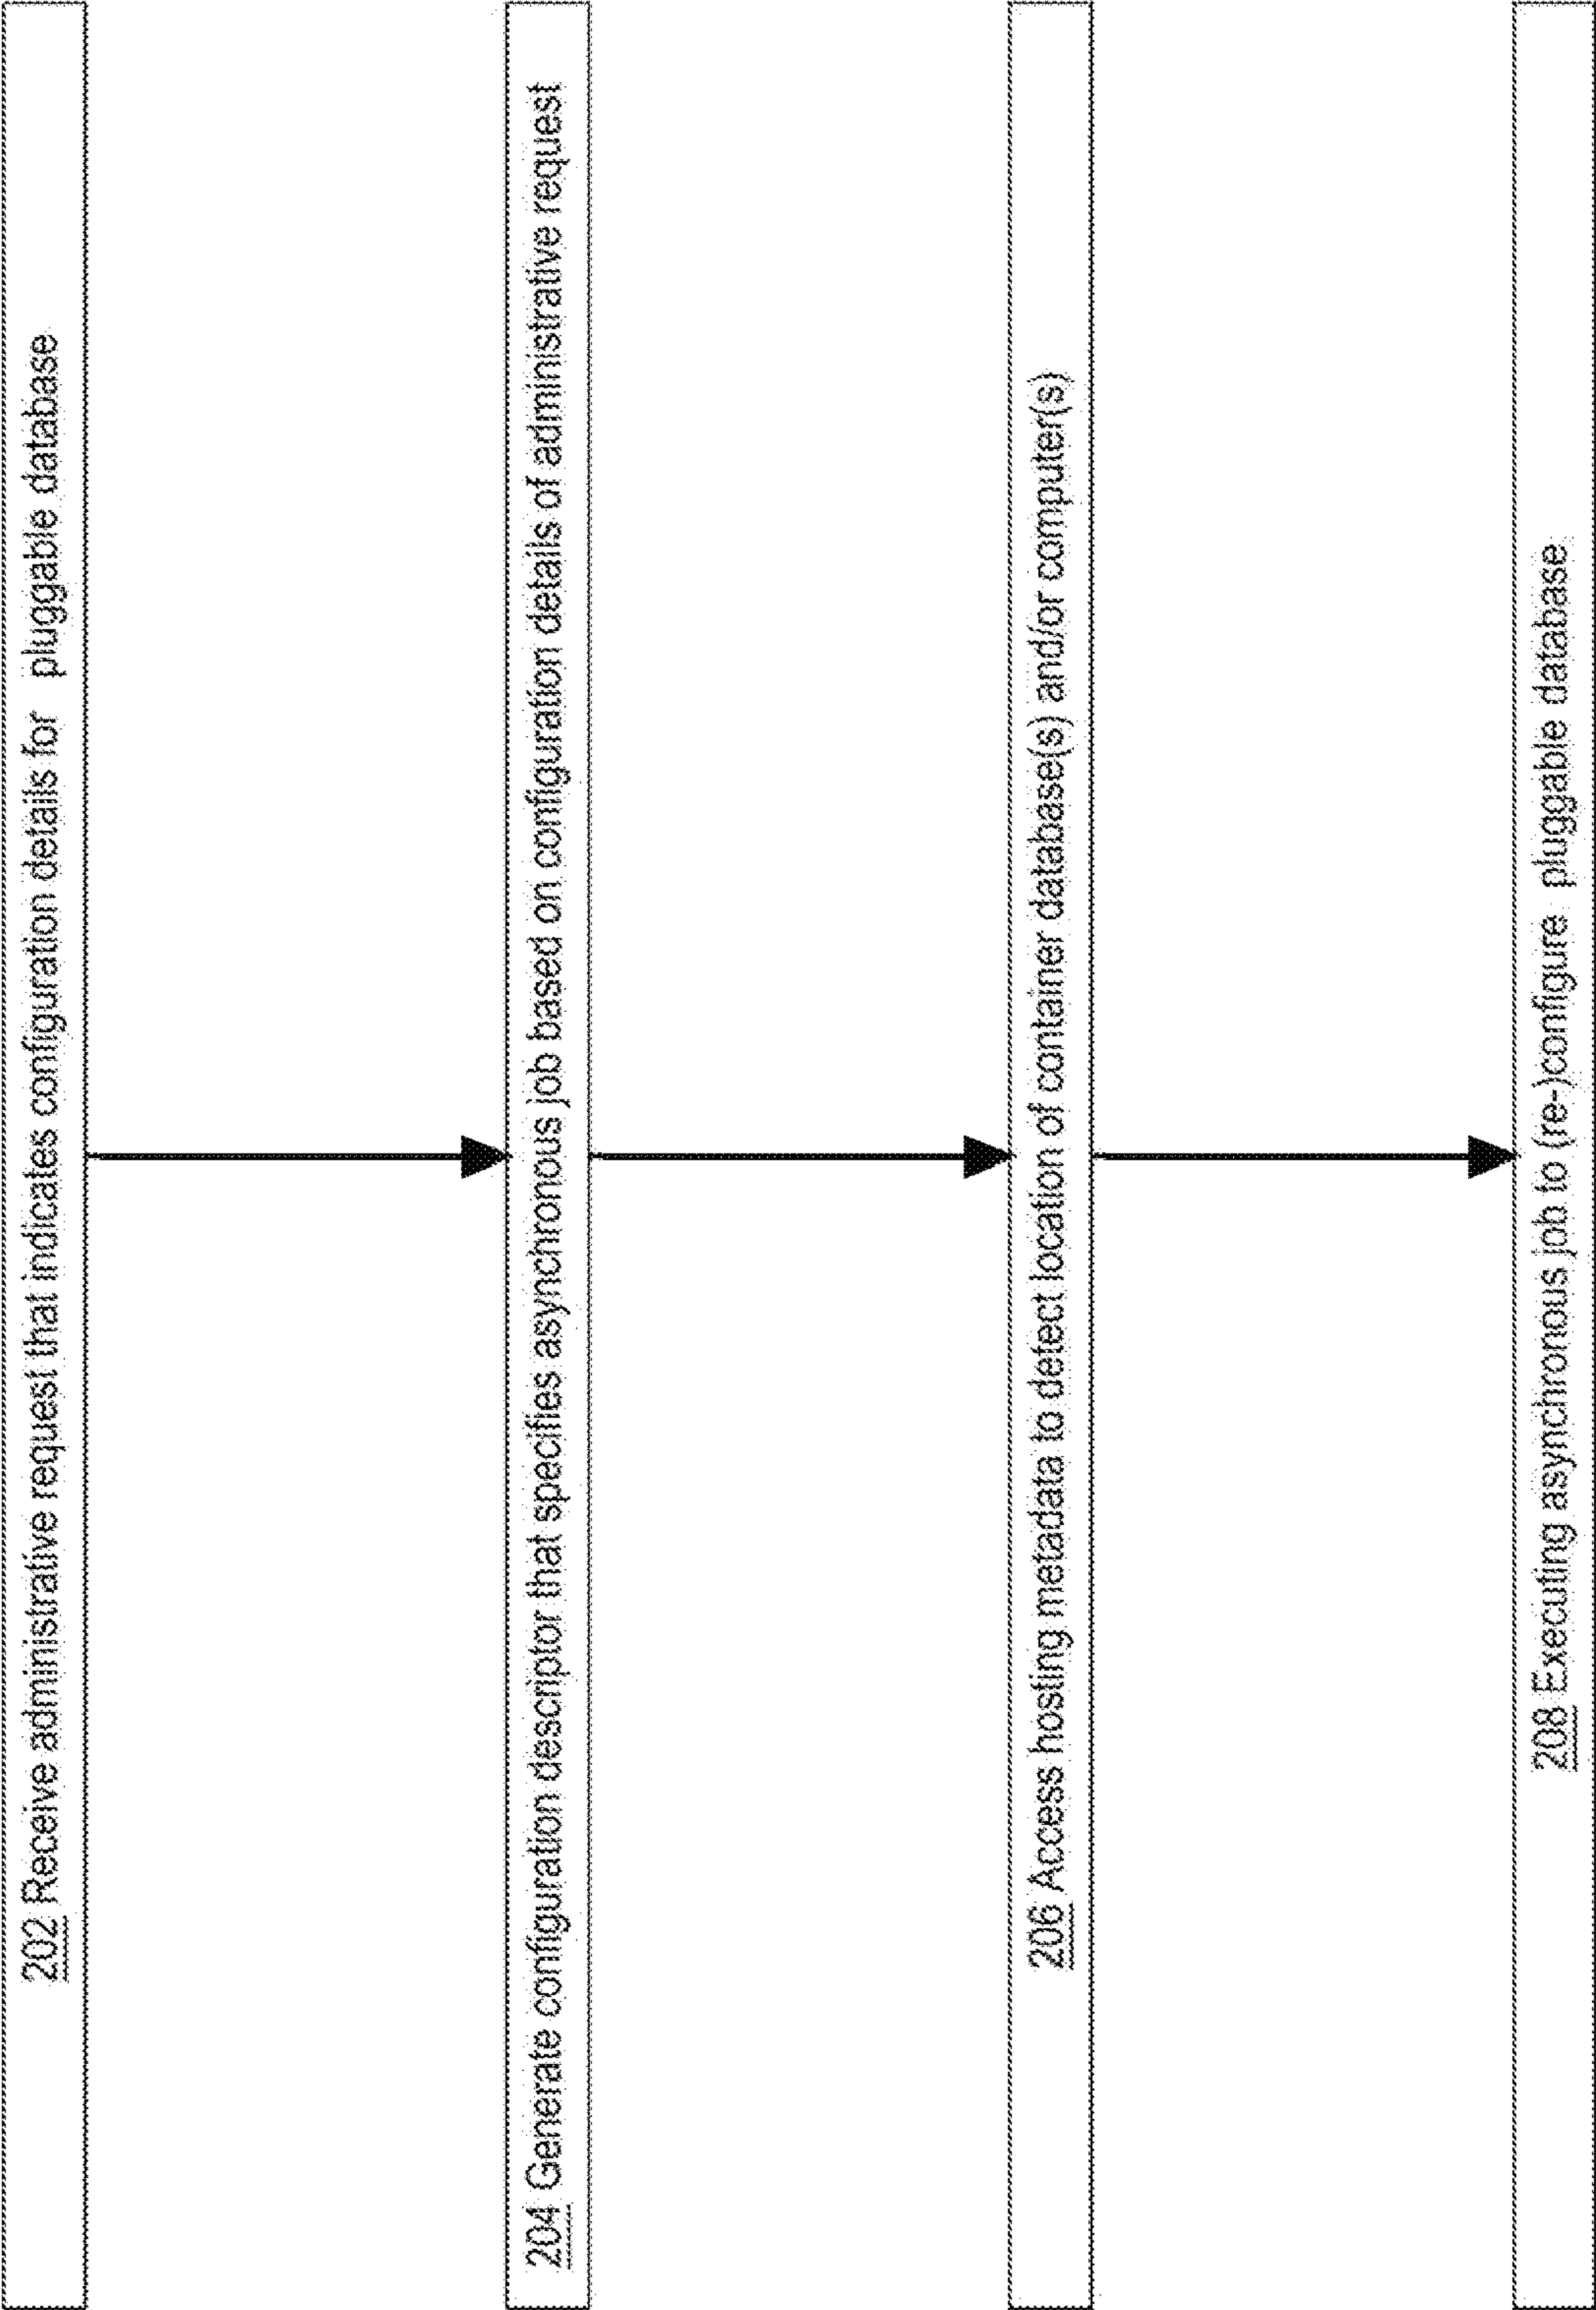 202 Receive administrative request that indicates configuration details for pluggable database
204 Generate configuration descriptor that specifies asynchronous job based on configuration details of administrative request
206 Access hosting metadata to detect location of container database(s) and/or computer(s)
208 Executing asynchronous job to (re-)configure pluggable database